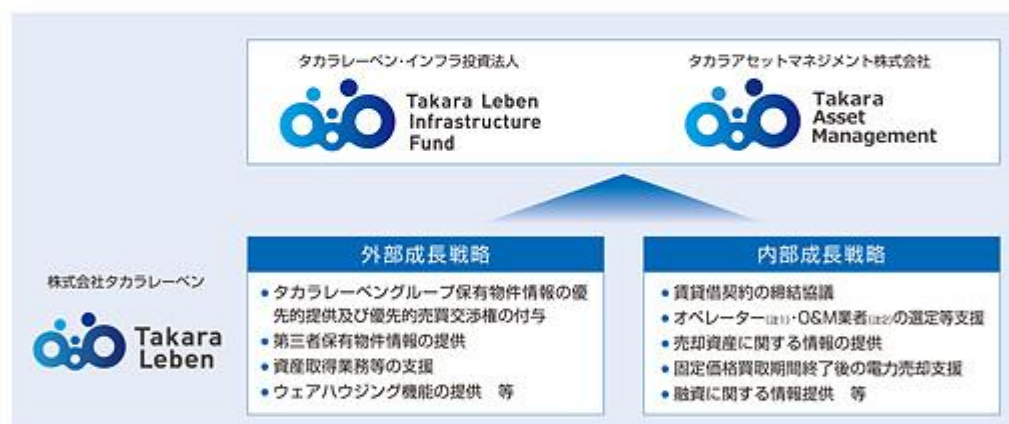 タカラレーベン・インフラ投資法人
Takara Leben
Infrastructure
Fund
タカラアセットマネジメント株式会社
Takara
Asset
Management
株式会社タカラレーベン
Takara
Leben
外部成長戦略
● タカラレーベングループ保有物件情報の優
先的提供及び優先的売買交渉権の付与
● 第三者保有物件情報の提供
● 資産取得業務等の支援
● ウェアハウジング機能の提供 等
内部成長戦略
● 賃貸借契約の締結協議
● オペレーター(注1)・O&M業者(注2)の選定等支援
● 売却資産に関する情報の提供
● 固定価格買取期間終了後の電力売却支援
● 融資に関する情報提供 等